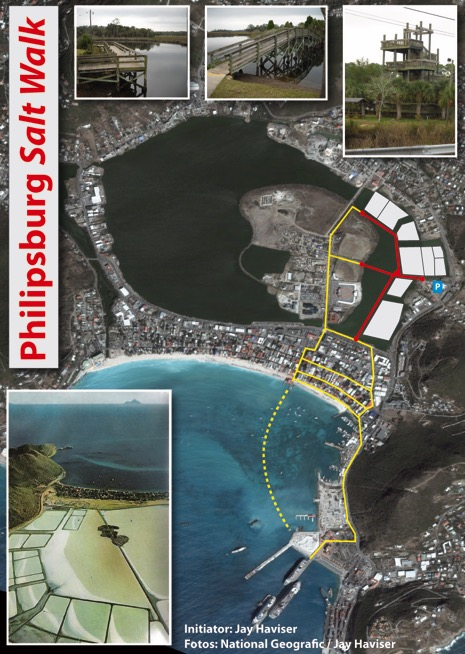 Philipsburg Salt Walk
P
Initiator: Jay Haviser
Fotos: National Geografic / Jay Haviser